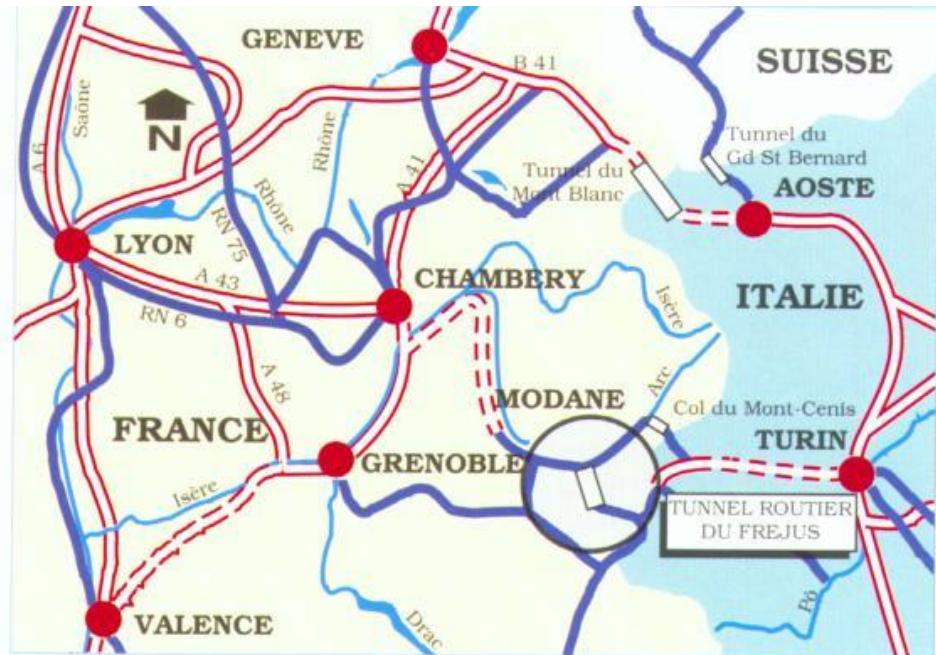 GENEVE
B 41
SUISSE
A 6
Saône
N
Rhône
Tunnel du
Gd St Bernard
Tunnel du
Mont Blanc
AOSTE
A 41
Rhône
RN 75
LYON
A 43
CHAMBERY
ITALIE
RN 6
Isère
A 48
MODANE
Arc
Col du Mont-Cenis
FRANCE
TURIN
GRENOBLE
Isère
TUNNEL ROUTIER
DU FREJUS
Pô
VALENCE
Drac